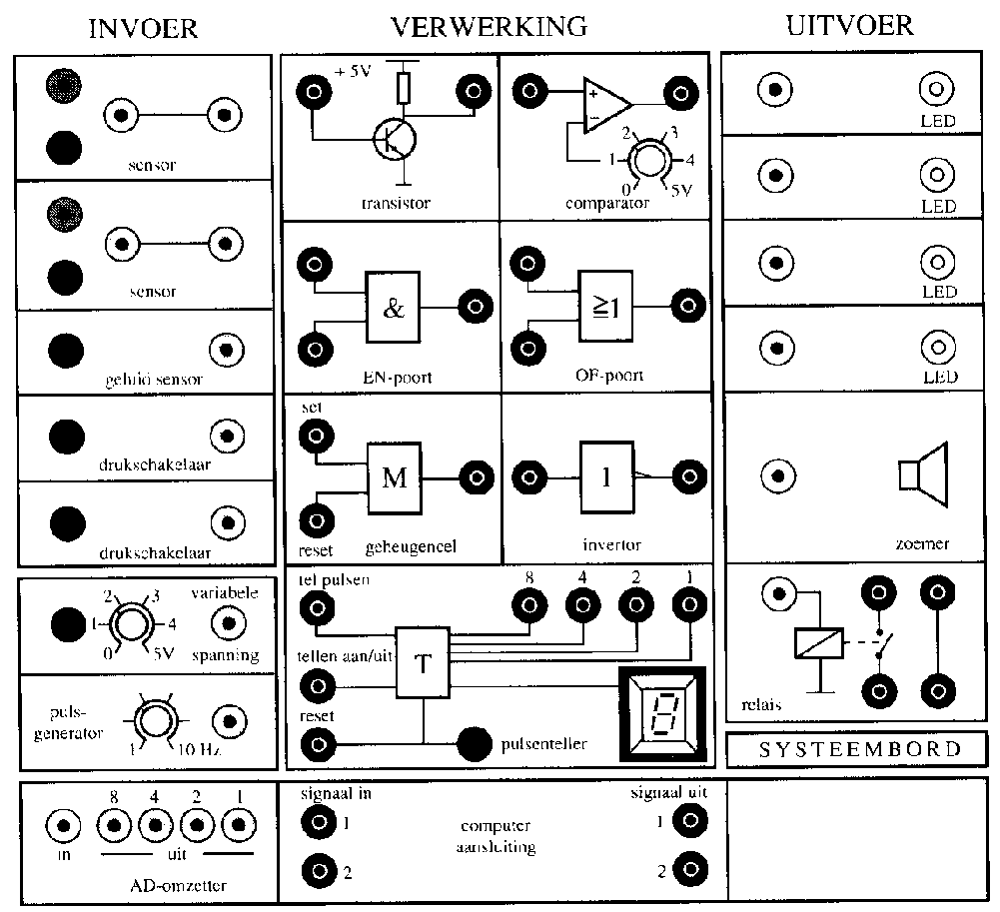 INVOER
VERWERKING
UITVOER
sensor
sensor
geluid sensor
drukschakelaar
drukschakelaar
2 3
1 4
0 5V
variabele
spanning
puls-
generator
1 10 Hz
8 4 2 1
in
uit
AD-omzetter
+ 5V
transistor
+
−
2 3
1 4
0 5V
comparator
&
EN-poort
≧1
OF-poort
set
M
reset
geheugencel
1
invertor
tel pulsen
8 4 2 1
tellen aan/uit
T
reset
pulsenteller
8
signaal in
1
2
computer
aansluiting
signaal uit
1
2
LED
LED
LED
LED
zoemer
relais
SYSTEEMBORD